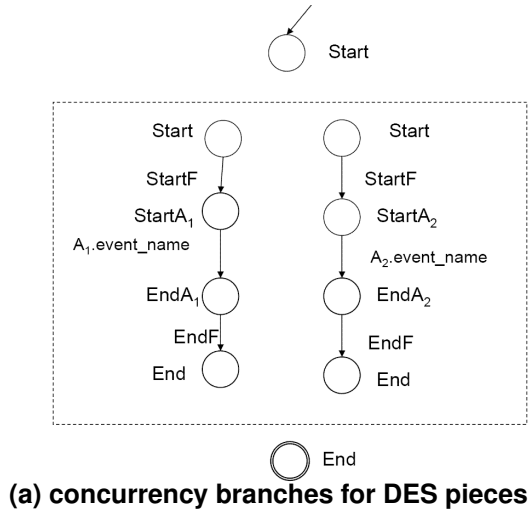 Start
Start Start
StartF StartF
StartA₁ StartA₂
A₁.event_name A₂.event_name
EndA₁ EndA₂
EndF EndF
End End
End
(a) concurrency branches for DES pieces